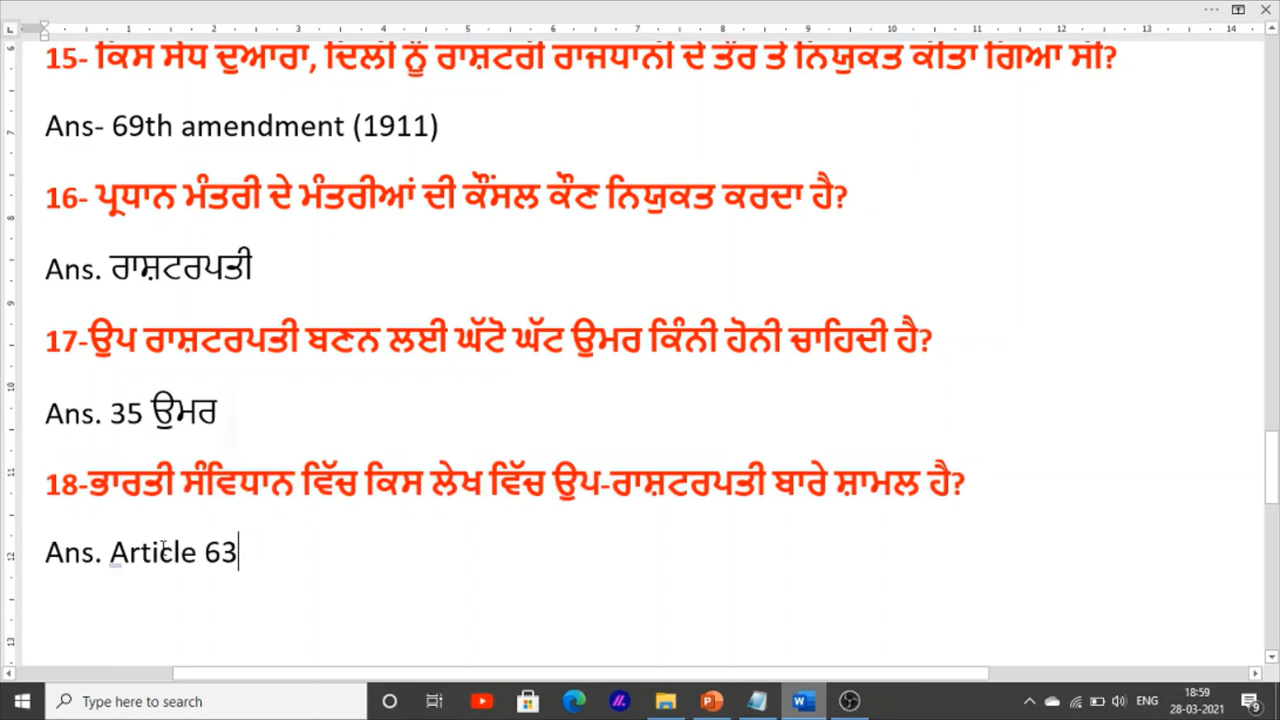 15- ਕਿਸ ਸੋਧ ਦੁਆਰਾ, ਦਿੱਲੀ ਨੂੰ ਰਾਸ਼ਟਰੀ ਰਾਜਧਾਨੀ ਦੇ ਤੌਰ ਤੇ ਨਿਯੁਕਤ ਕੀਤਾ ਗਿਆ ਸੀ?
Ans- 69th amendment (1911)
16- ਪ੍ਰਧਾਨ ਮੰਤਰੀ ਦੇ ਮੰਤਰੀਆਂ ਦੀ ਕੌਂਸਲ ਕੌਣ ਨਿਯੁਕਤ ਕਰਦਾ ਹੈ?
Ans. ਰਾਸ਼ਟਰਪਤੀ
17-ਉਪ ਰਾਸ਼ਟਰਪਤੀ ਬਣਨ ਲਈ ਘੱਟੋ ਘੱਟ ਉਮਰ ਕਿੰਨੀ ਹੋਨੀ ਚਾਹਿਦੀ ਹੈ?
Ans. 35 ਉਮਰ
18-ਭਾਰਤੀ ਸੰਵਿਧਾਨ ਵਿੱਚ ਕਿਸ ਲੇਖ ਵਿੱਚ ਉਪ-ਰਾਸ਼ਟਰਪਤੀ ਬਾਰੇ ਸ਼ਾਮਲ ਹੈ?
Ans. Article 63
Type here to search
ENG
18:59
28-03-2021